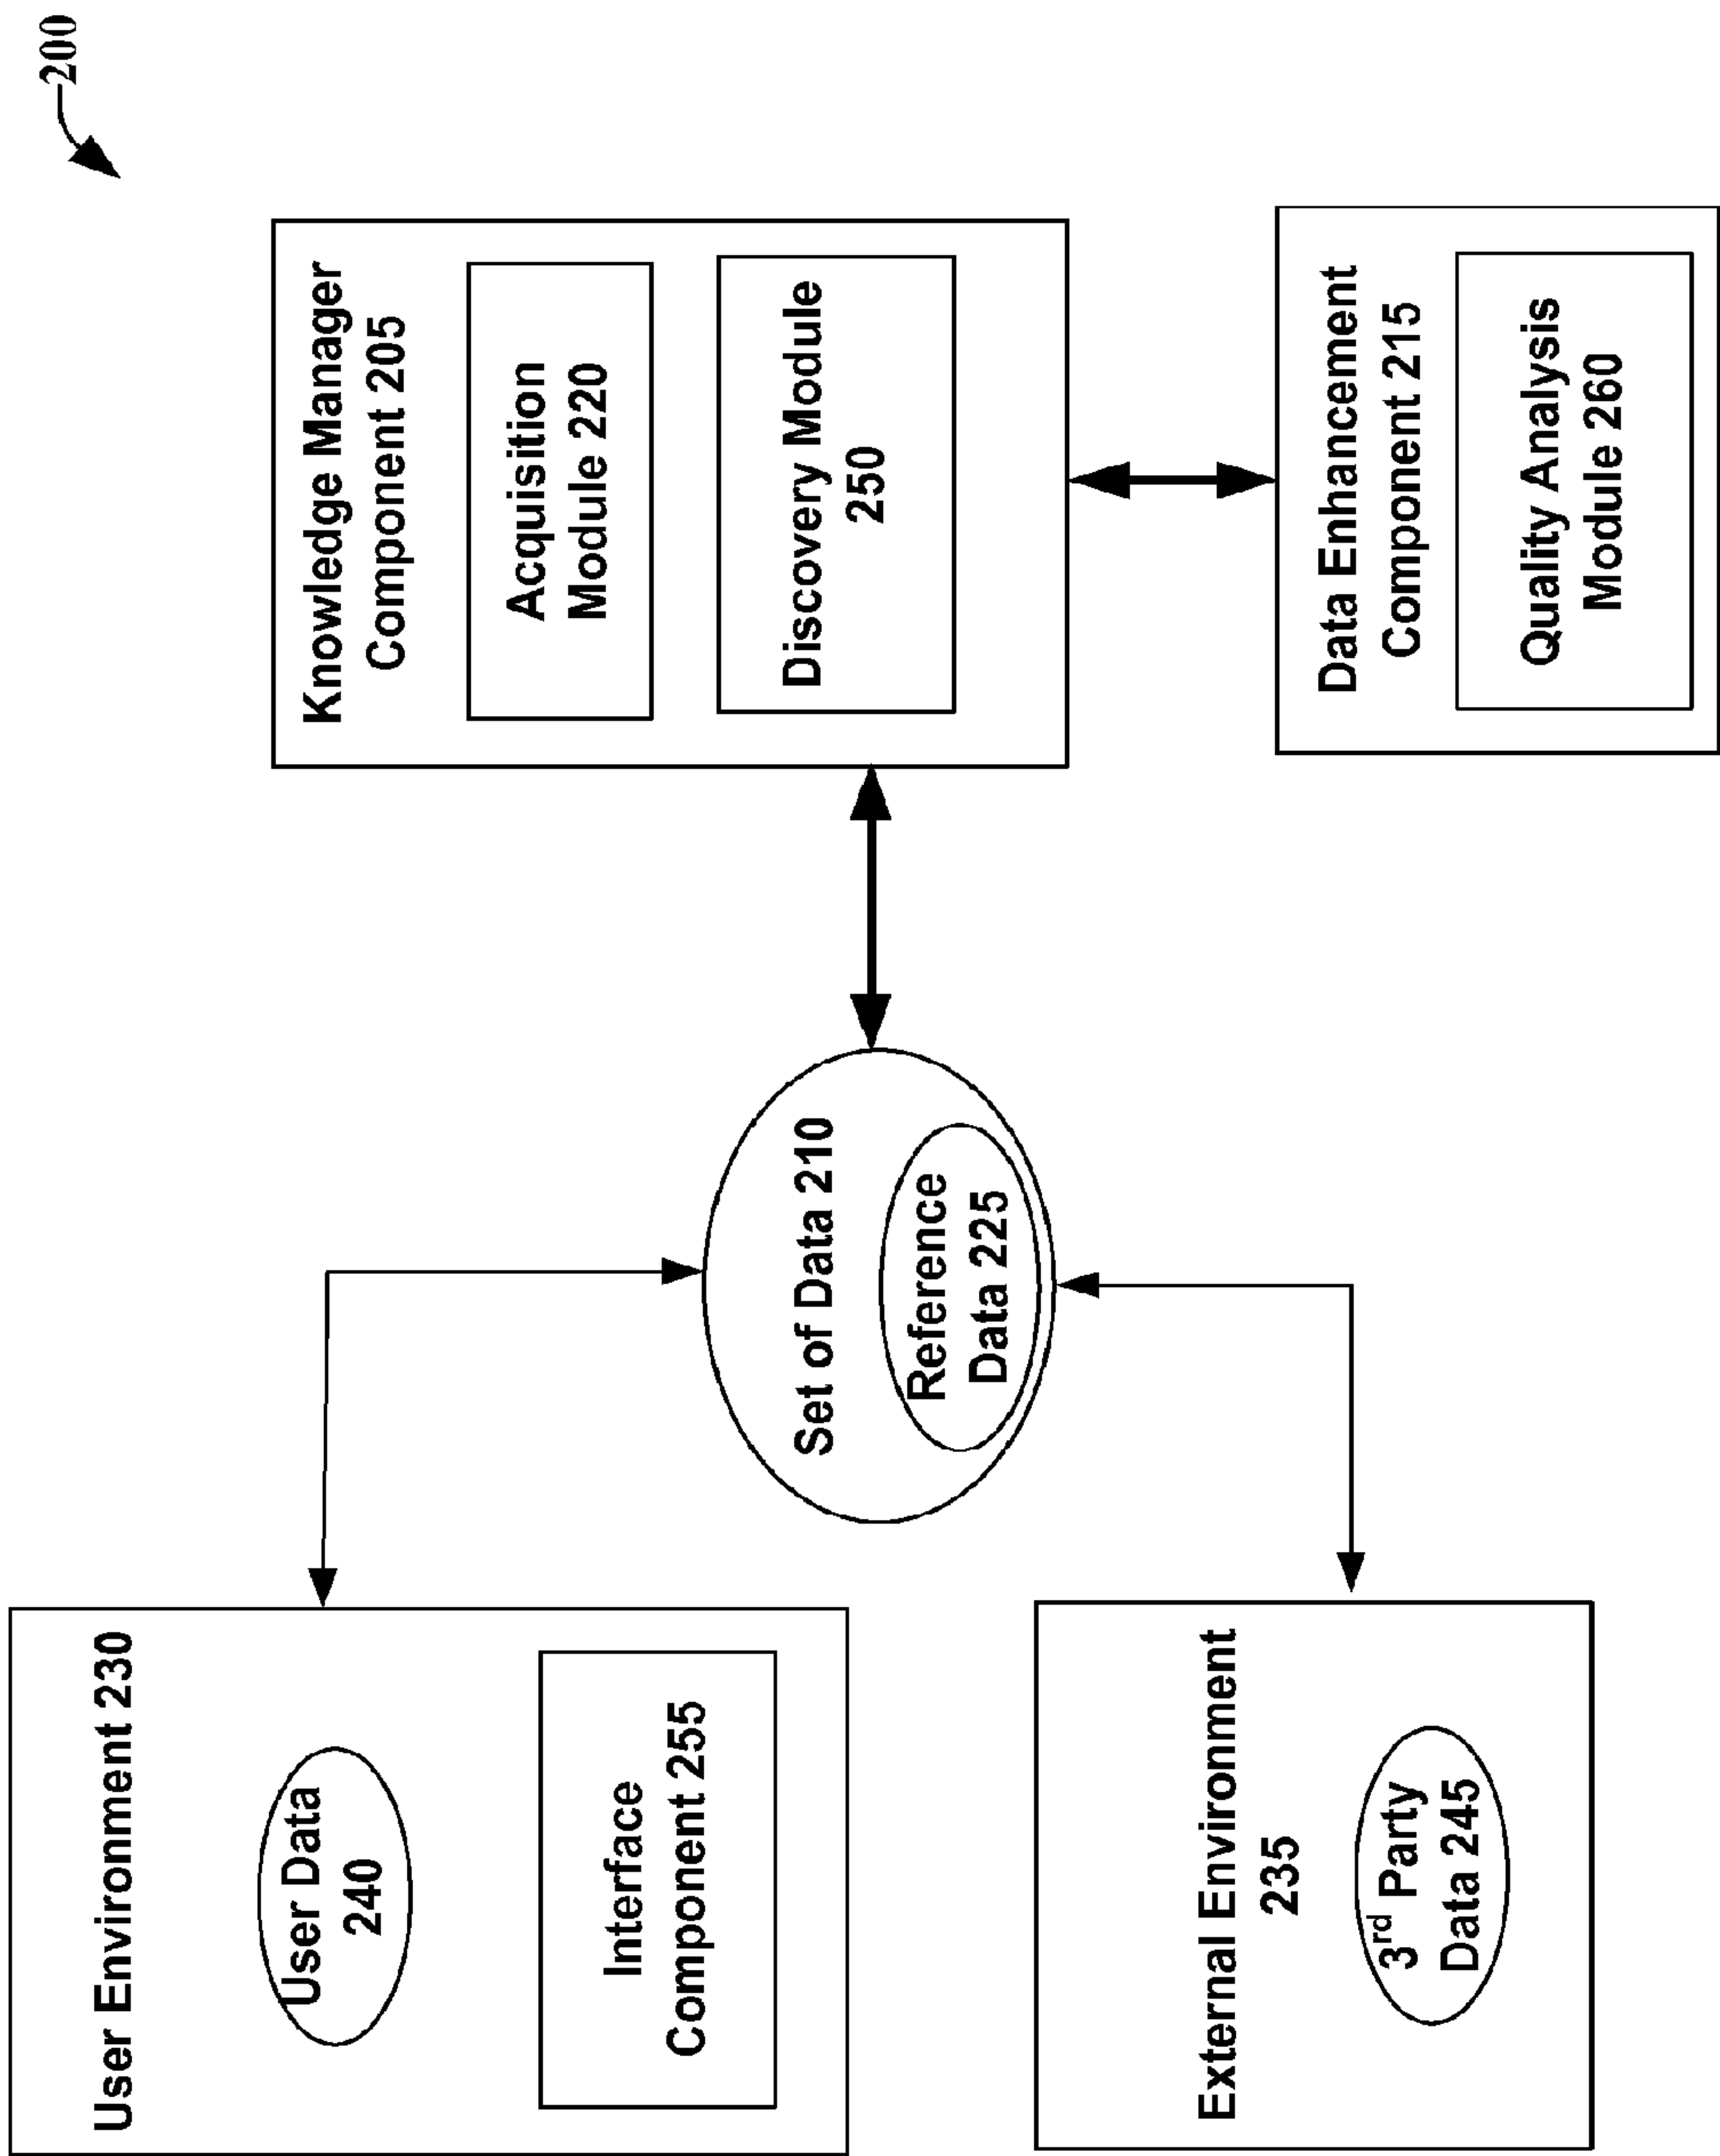 200
User Environment 230
User Data
240
Interface
Component 255
External Environment
235
3rd Party
Data 245
Set of Data 210
Reference
Data 225
Knowledge Manager
Component 205
Acquisition
Module 220
Discovery Module
250
Data Enhancement
Component 215
Quality Analysis
Module 260